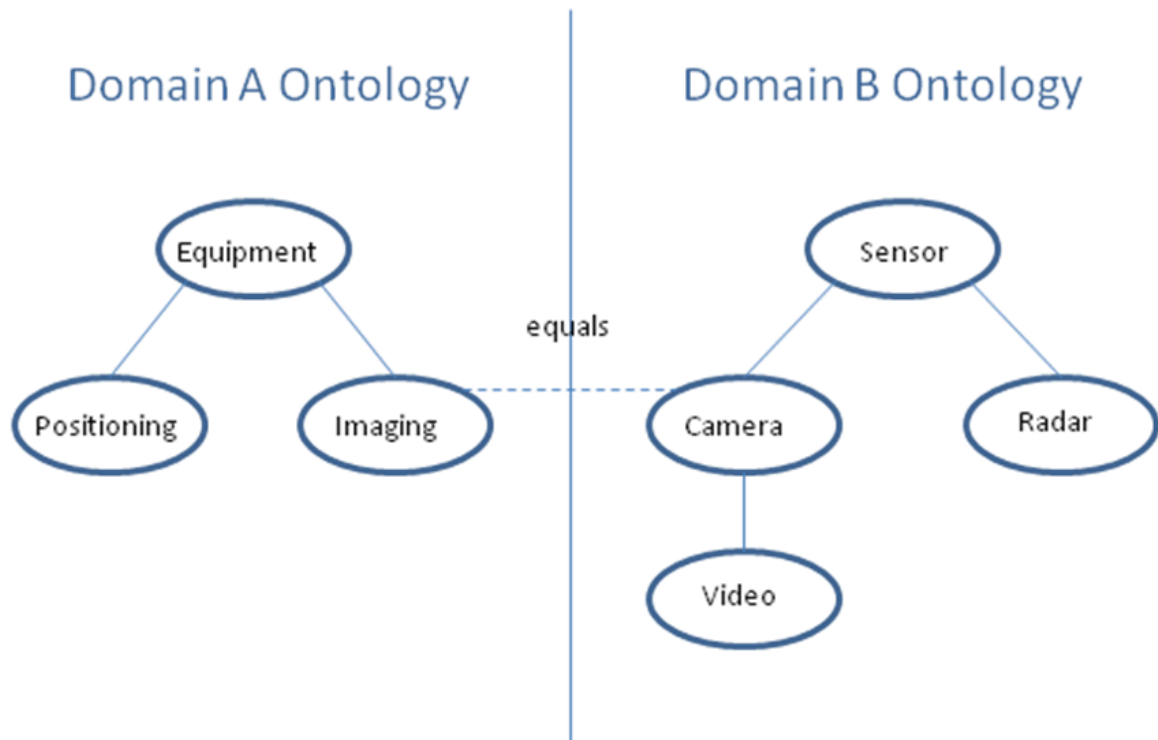 Domain A Ontology
Domain B Ontology
Equipment
Sensor
equals
Positioning
Imaging
Camera
Radar
Video